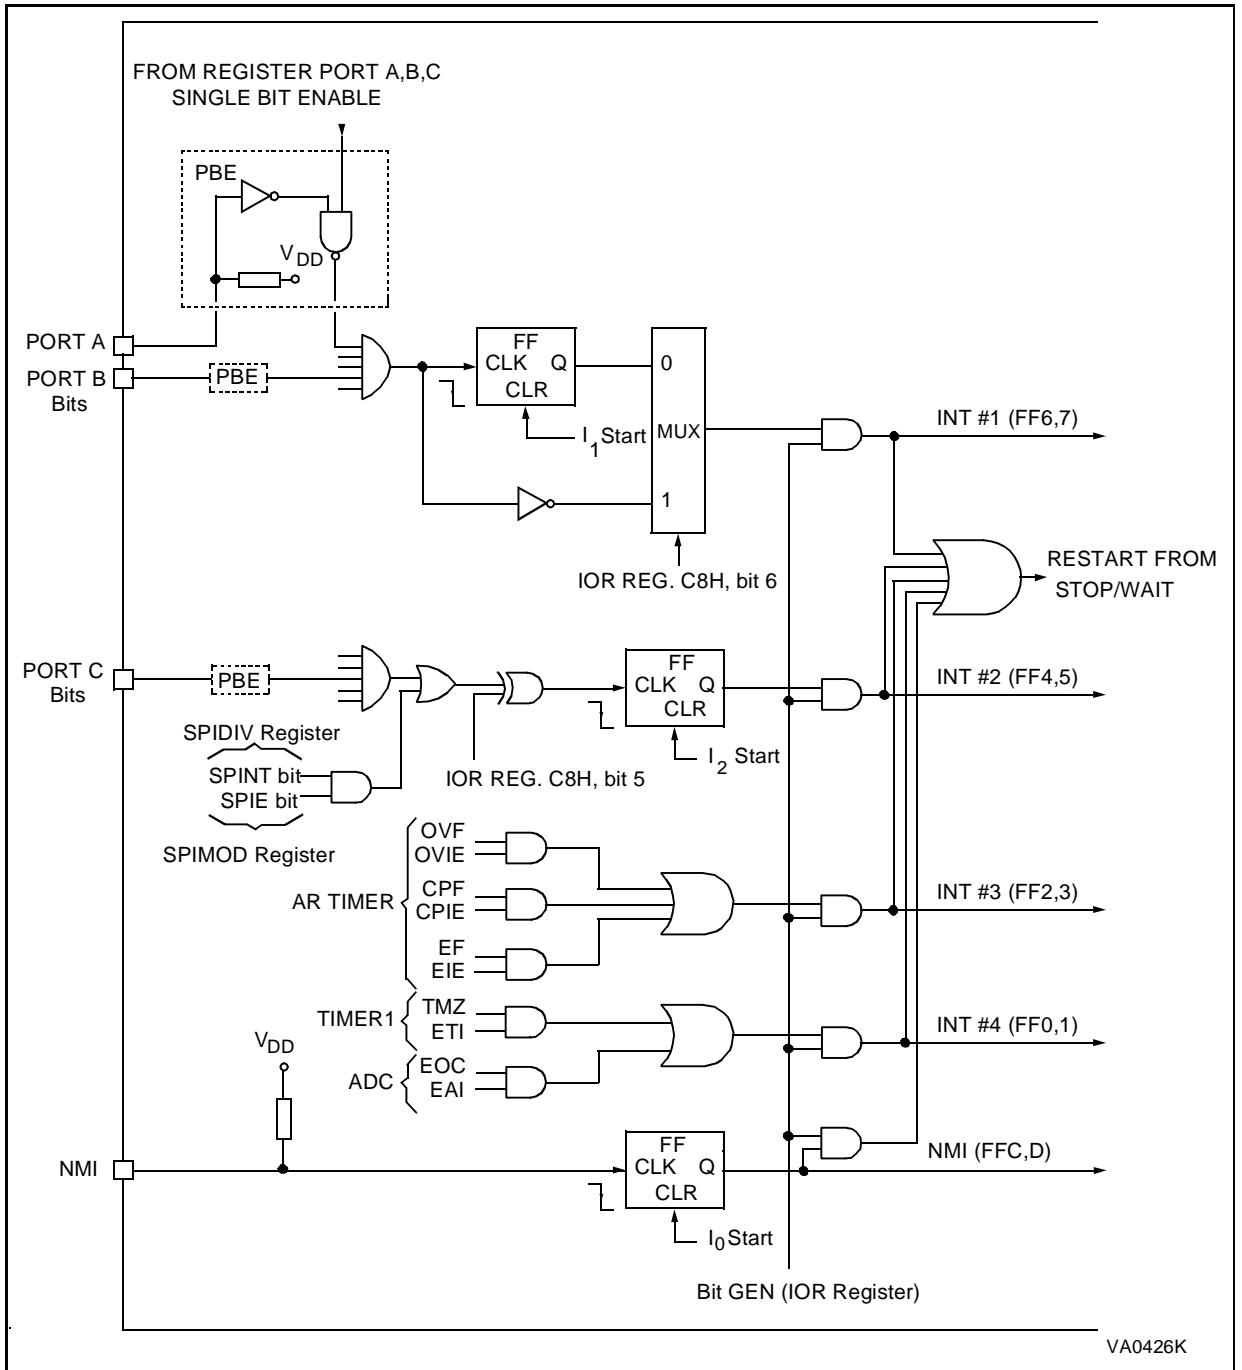 FROM REGISTER PORT A,B,C
SINGLE BIT ENABLE
PBE
VDD
PORT A
PORT B
Bits
PBE
FF
CLK Q
CLR
I1 Start
0
MUX
1
IOR REG. C8H, bit 6
INT #1 (FF6,7)
RESTART FROM
STOP/WAIT
PORT C
Bits
PBE
SPIDIV Register
SPINT bit
SPIE bit
SPIMOD Register
IOR REG. C8H, bit 5
FF
CLK Q
CLR
I2 Start
INT #2 (FF4,5)
AR TIMER
OVF
OVIE
CPF
CPIE
EF
EIE
INT #3 (FF2,3)
TIMER1
TMZ
ETI
ADC
EOC
EAI
INT #4 (FF0,1)
VDD
NMI
FF
CLK Q
CLR
I0 Start
NMI (FFC,D)
Bit GEN (IOR Register)
VA0426K